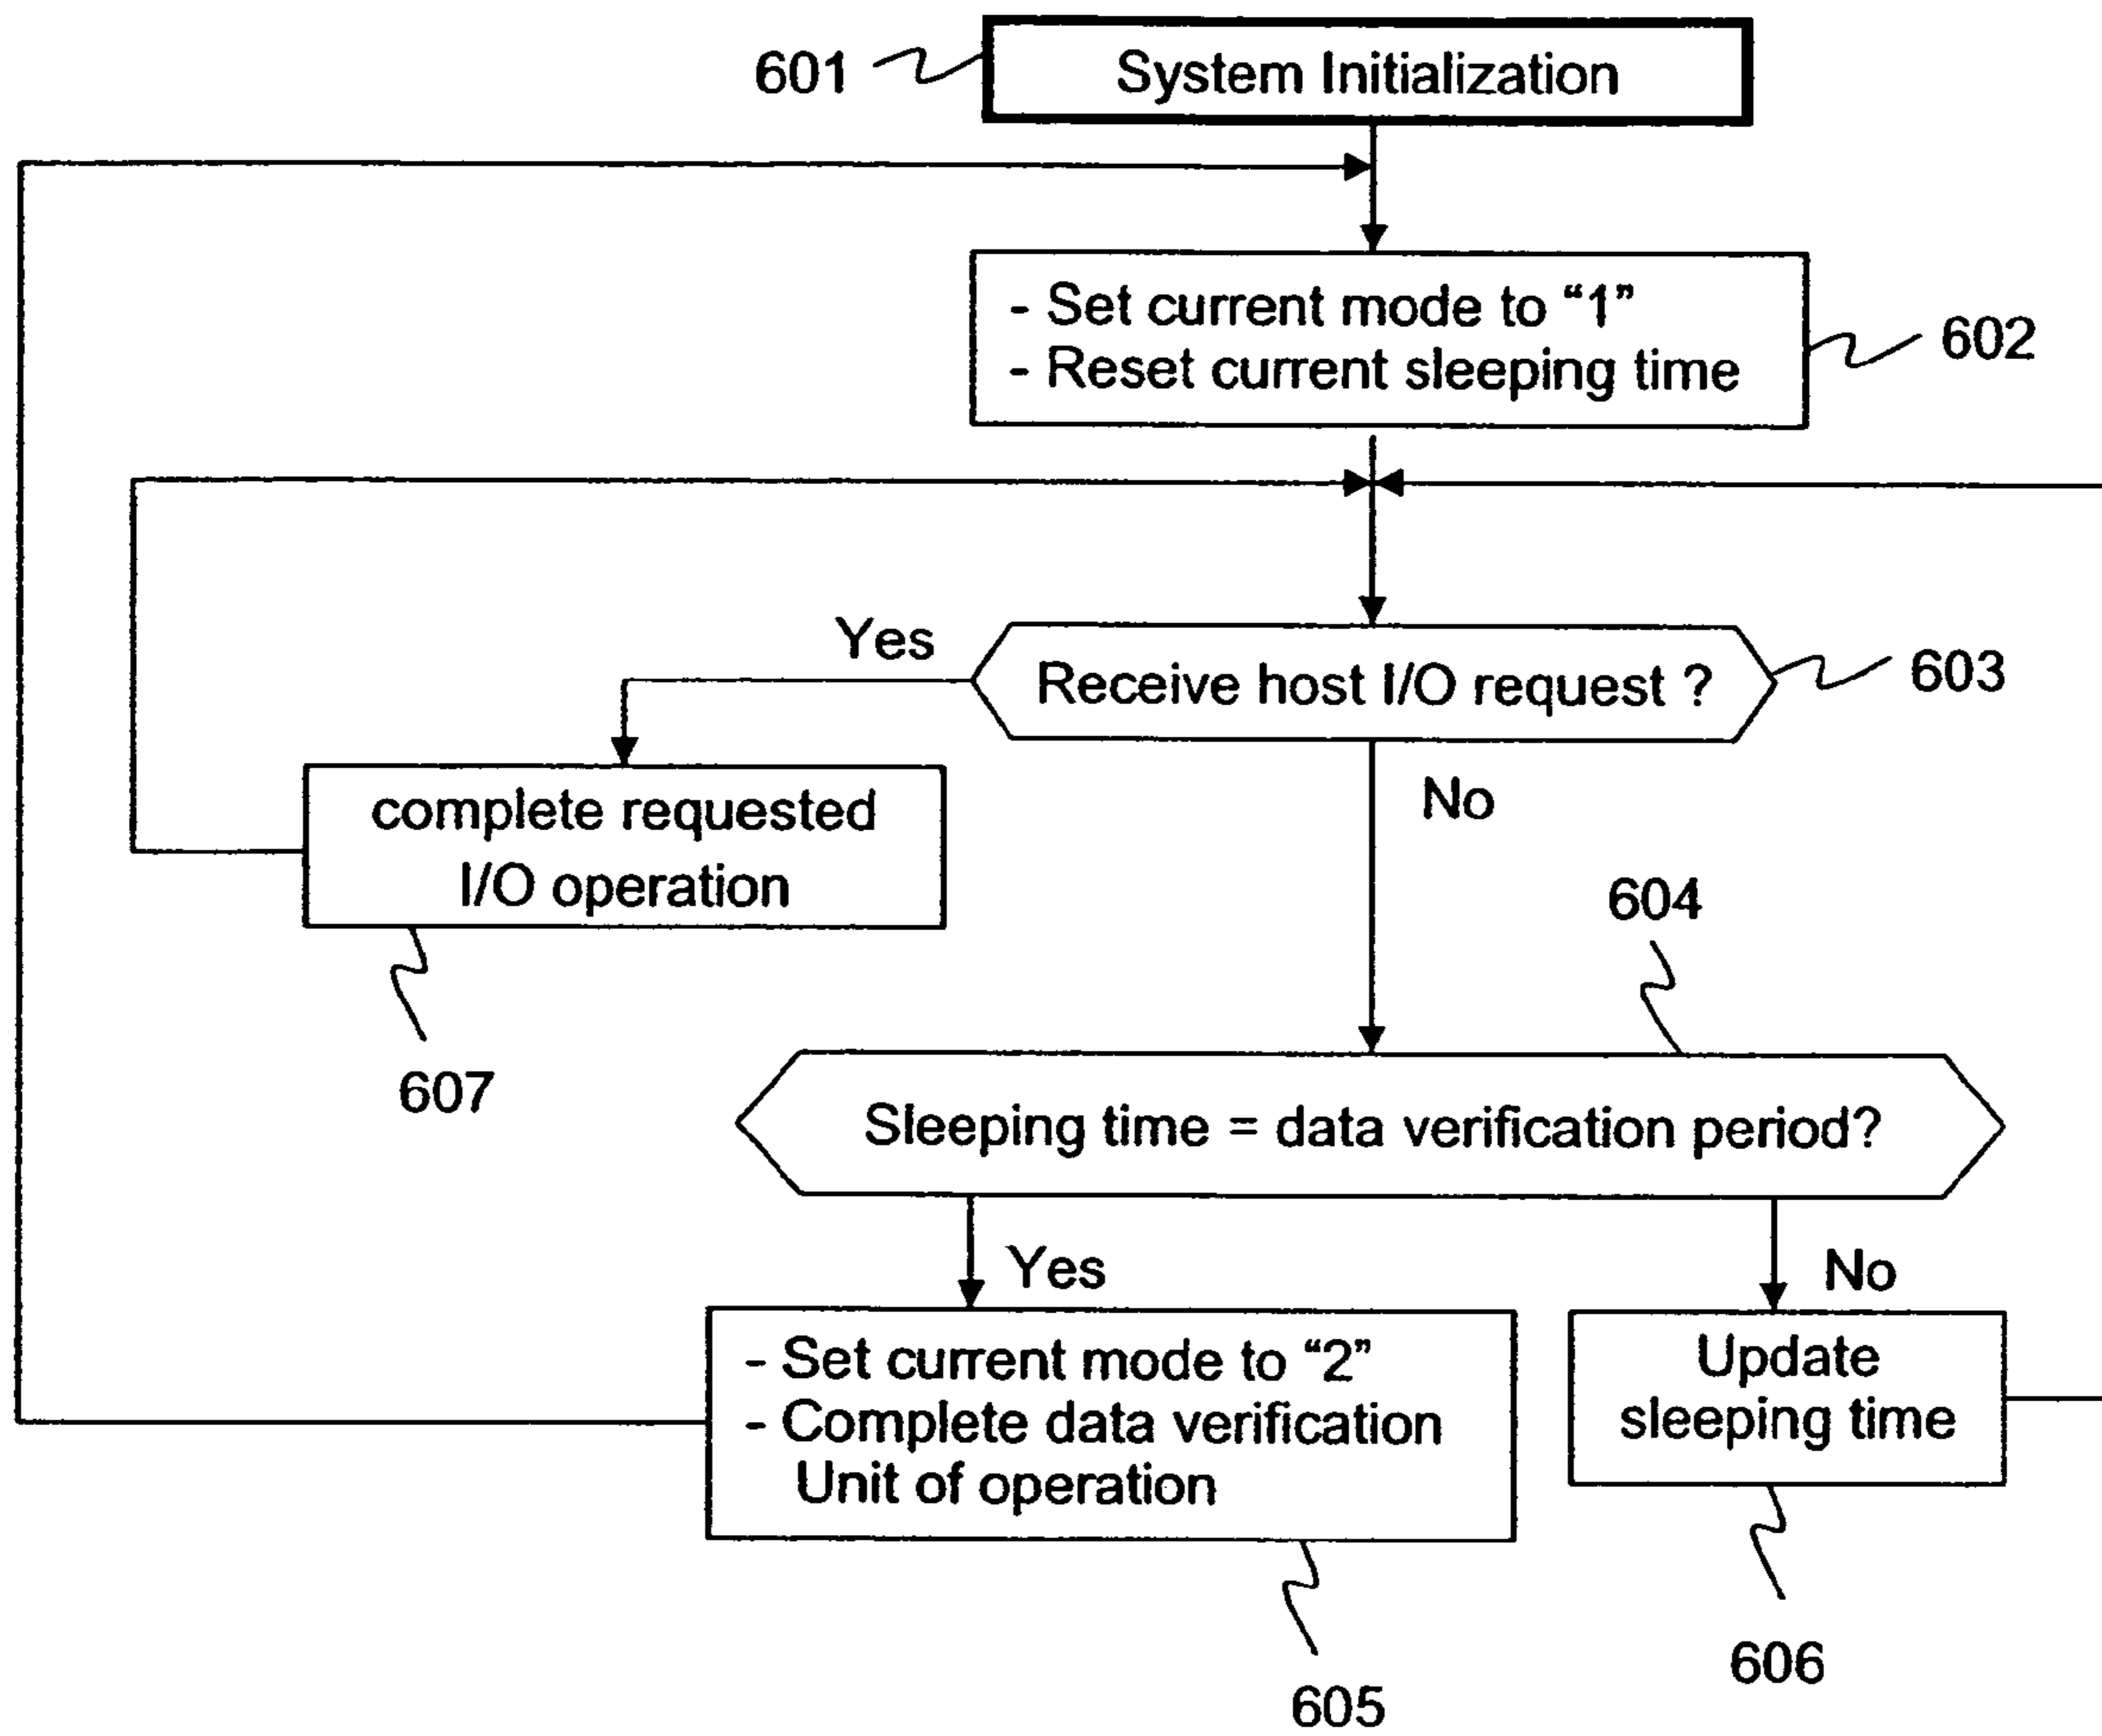 601
System Initialization
- Set current mode to “1”
- Reset current sleeping time
602
Yes
Receive host I/O request ?
603
complete requested
I/O operation
No
604
607
Sleeping time = data verification period?
Yes
No
- Set current mode to “2”
- Complete data verification
Unit of operation
Update
sleeping time
606
605